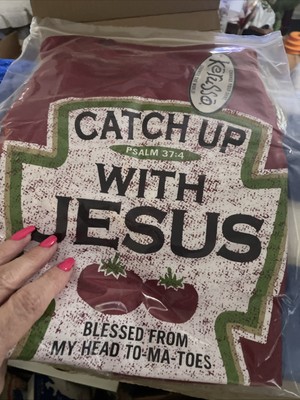 Kerusso
CATCH UP
PSALM 37:4
WITH
JESUS
BLESSED FROM
MY HEAD TO-MA-TOES